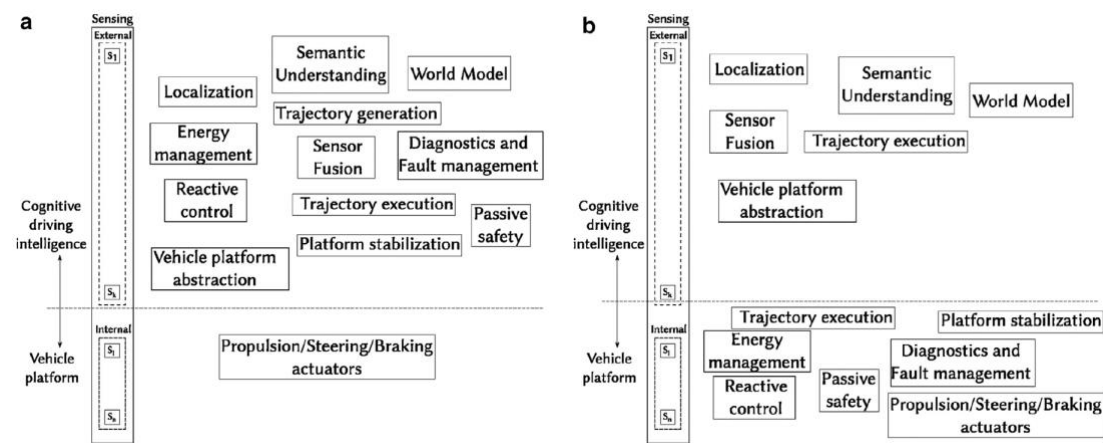 a
Sensing
External
S1
Sk
Internal
Sl
Sn
Cognitive
driving
intelligence
Vehicle
platform
Semantic
Understanding
World Model
Localization
Trajectory generation
Energy
management
Sensor
Fusion
Diagnostics and
Fault management
Reactive
control
Trajectory execution
Passive
safety
Platform stabilization
Vehicle platform
abstraction
Propulsion/Steering/Braking
actuators
b
Sensing
External
S1
Sk
Internal
Sl
Sn
Cognitive
driving
intelligence
Vehicle
platform
Localization
Semantic
Understanding
World Model
Sensor
Fusion
Trajectory execution
Vehicle platform
abstraction
Trajectory execution
Platform stabilization
Energy
management
Diagnostics and
Fault management
Reactive
control
Passive
safety
Propulsion/Steering/Braking
actuators